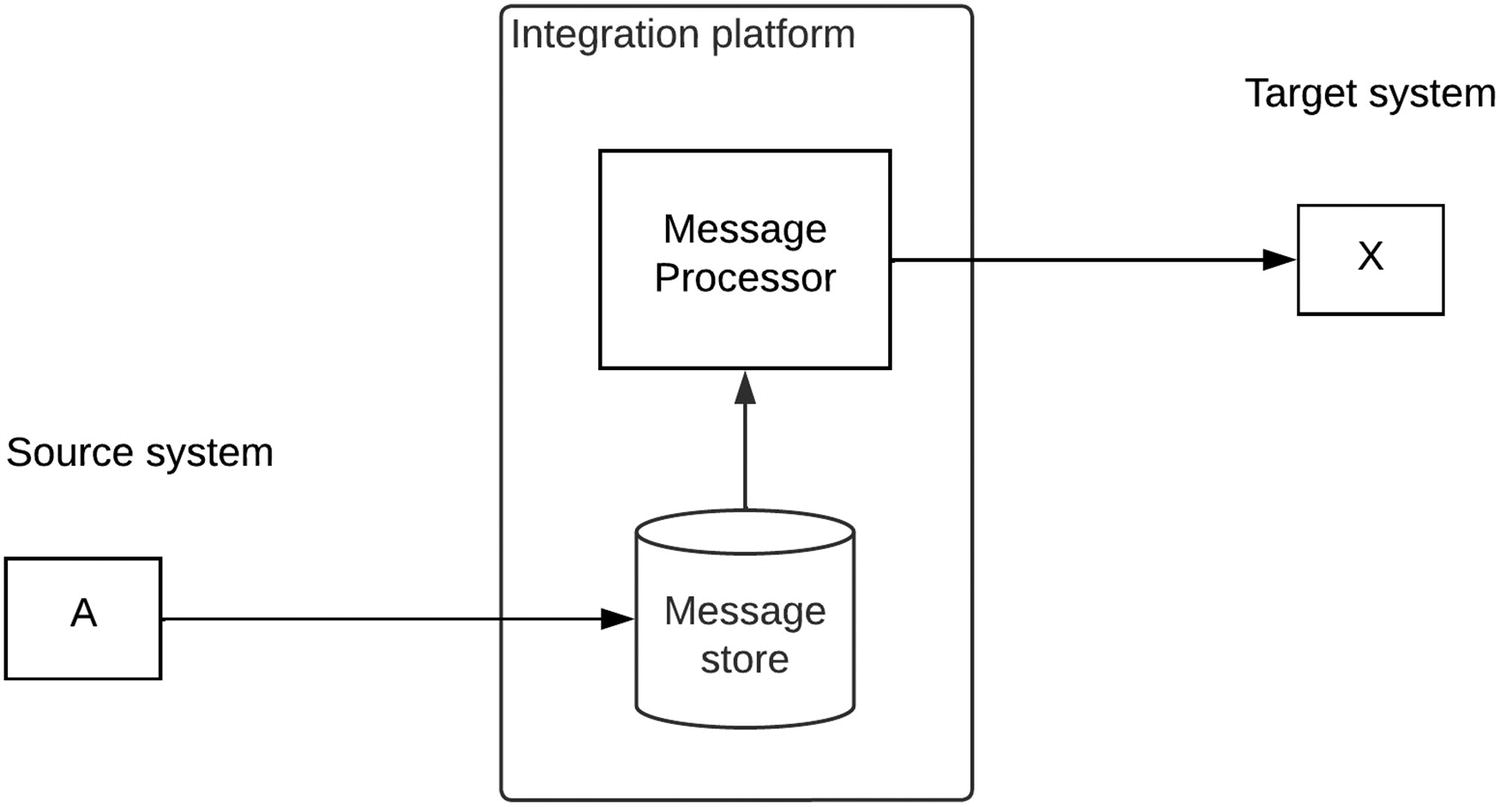 Integration platform
Target system
Message
Processor
X
Source system
A
Message
store